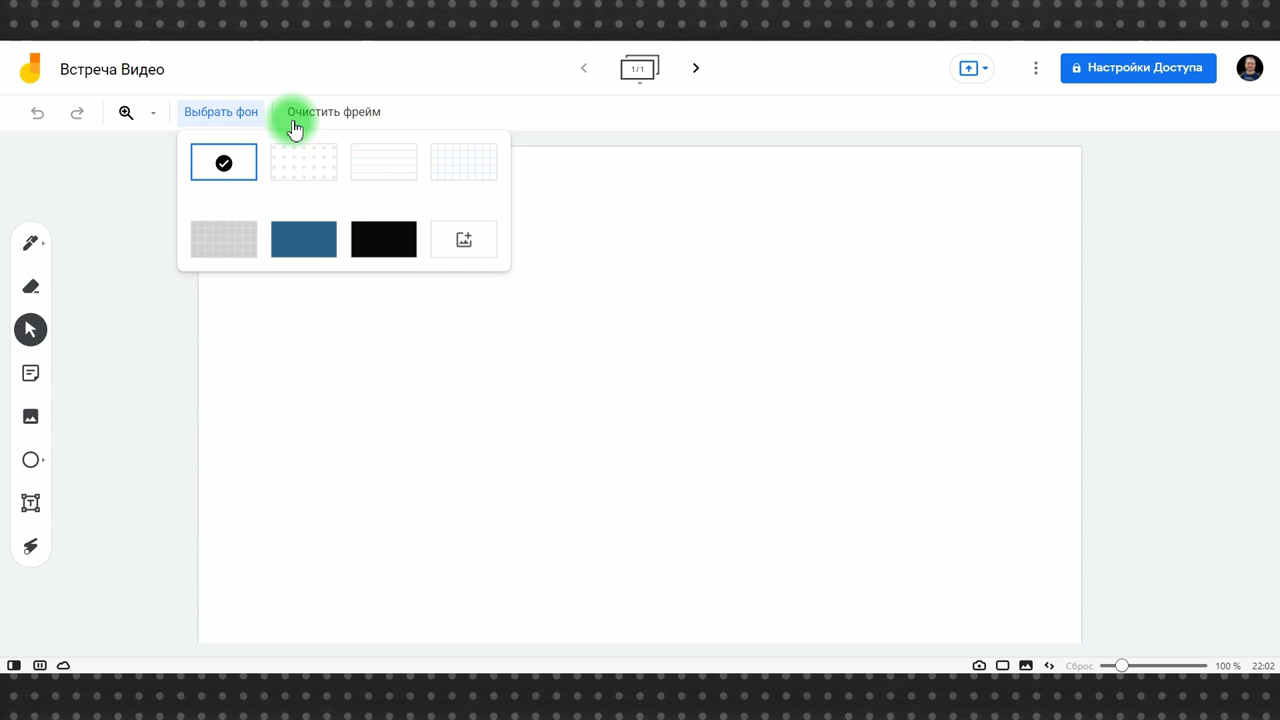 Встреча Видео
1/1
Настройки Доступа
Выбрать фон
Очистить фрейм
T
Сброс
100 %
22:02